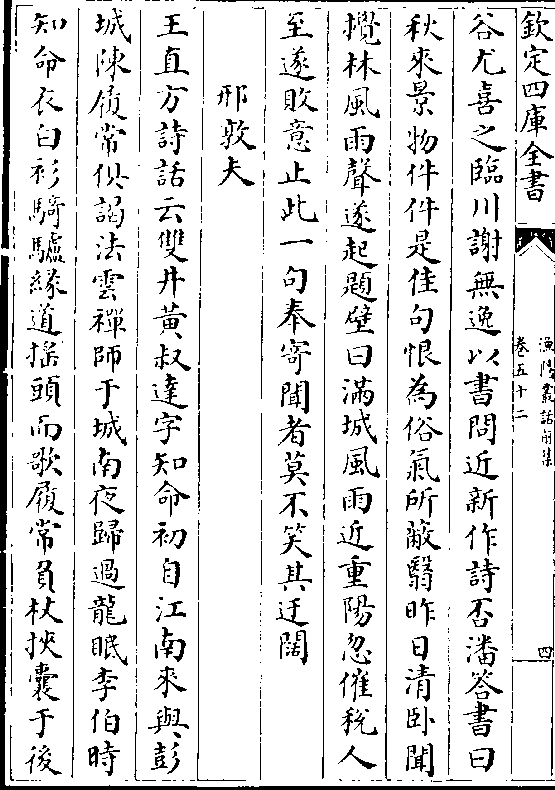 欽定四庫全書
漁隱叢話前集
卷五十二
四
谷尤喜之臨川謝無逸以書問近新作詩否潘答書曰
秋來景物件件是佳句恨為俗氣所蔽翳昨日清卧聞
攪林風雨聲遂起題壁曰滿城風雨近重陽忽催稅人
至遂敗意止此一句奉寄聞者莫不笑其迂闊
邢敦夫
王直方詩話云雙井黃叔達字知命初自江南來與彭
城陳履常俱謁法雲禪師于城南夜歸過龍眠李伯時
知命衣白衫騎驢緣道揺頭而歌履常負杖挾囊于後